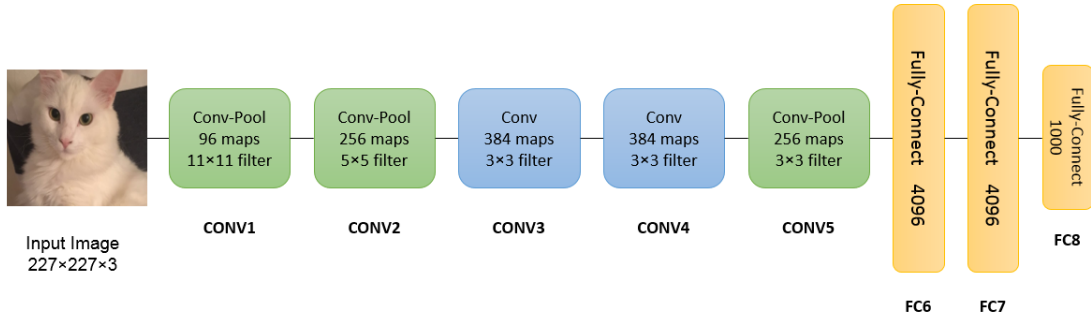 Input Image
227×227×3
Conv-Pool
96 maps
11×11 filter
CONV1
Conv-Pool
256 maps
5×5 filter
CONV2
Conv
384 maps
3×3 filter
CONV3
Conv
384 maps
3×3 filter
CONV4
Conv-Pool
256 maps
3×3 filter
CONV5
Fully-Connect 4096
FC6
Fully-Connect 4096
FC7
Fully-Connect
1000
FC8